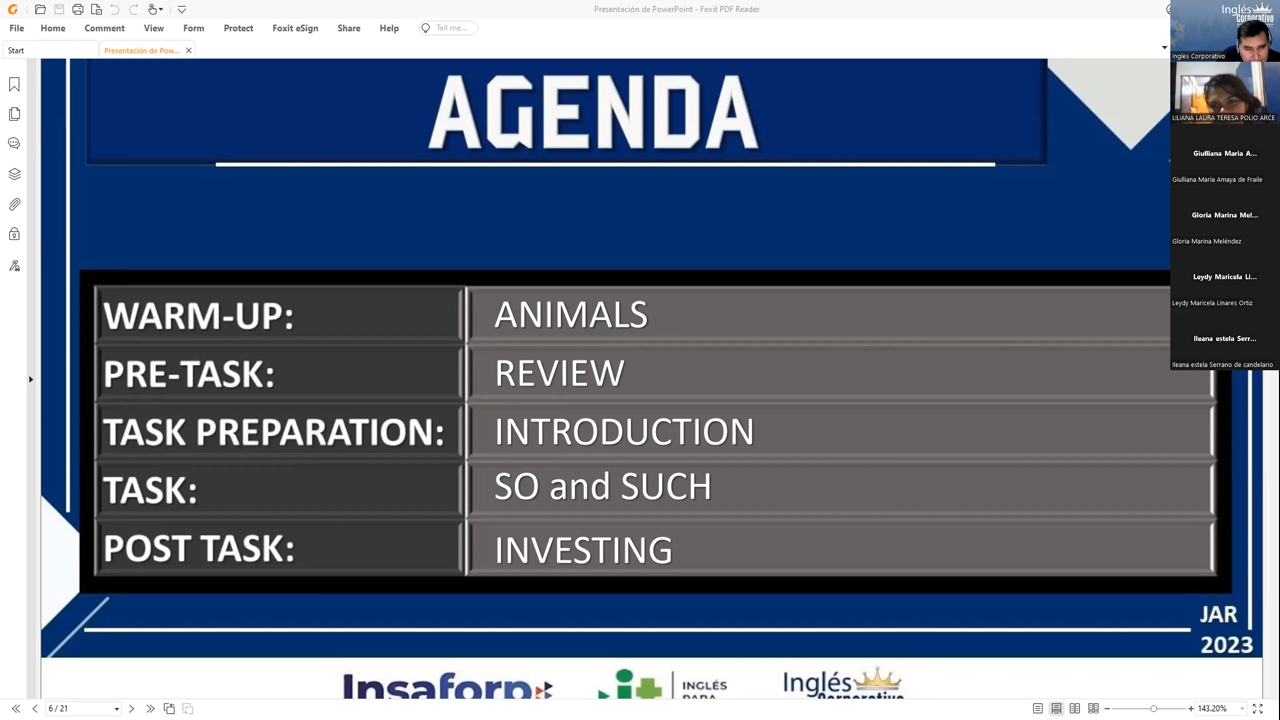 Presentación de PowerPoint - Foxit PDF Reader
File Home Comment View Form Protect Foxit eSign Share Help Tell me...
Start Presentación de Pow...
AGENDA
WARM-UP: ANIMALS
PRE-TASK: REVIEW
TASK PREPARATION: INTRODUCTION
TASK: SO and SUCH
POST TASK: INVESTING
JAR
2023
Insaforp
INGLÉS
PARA
Inglés
Corporativo
Inglés
Corporativo
Ingles Corporativo
LILIANA LAURA TERESA POLIO ARCE
Giulliana Maria A...
Giulliana Maria Amaya de Fraile
Gloria Marina Mel...
Gloria Marina Meléndez
Leydy Maricela Li...
Leydy Maricela Linares Ortiz
Ileana estela Serr...
Ileana estela Serrano de candelario
6 / 21
143.20%